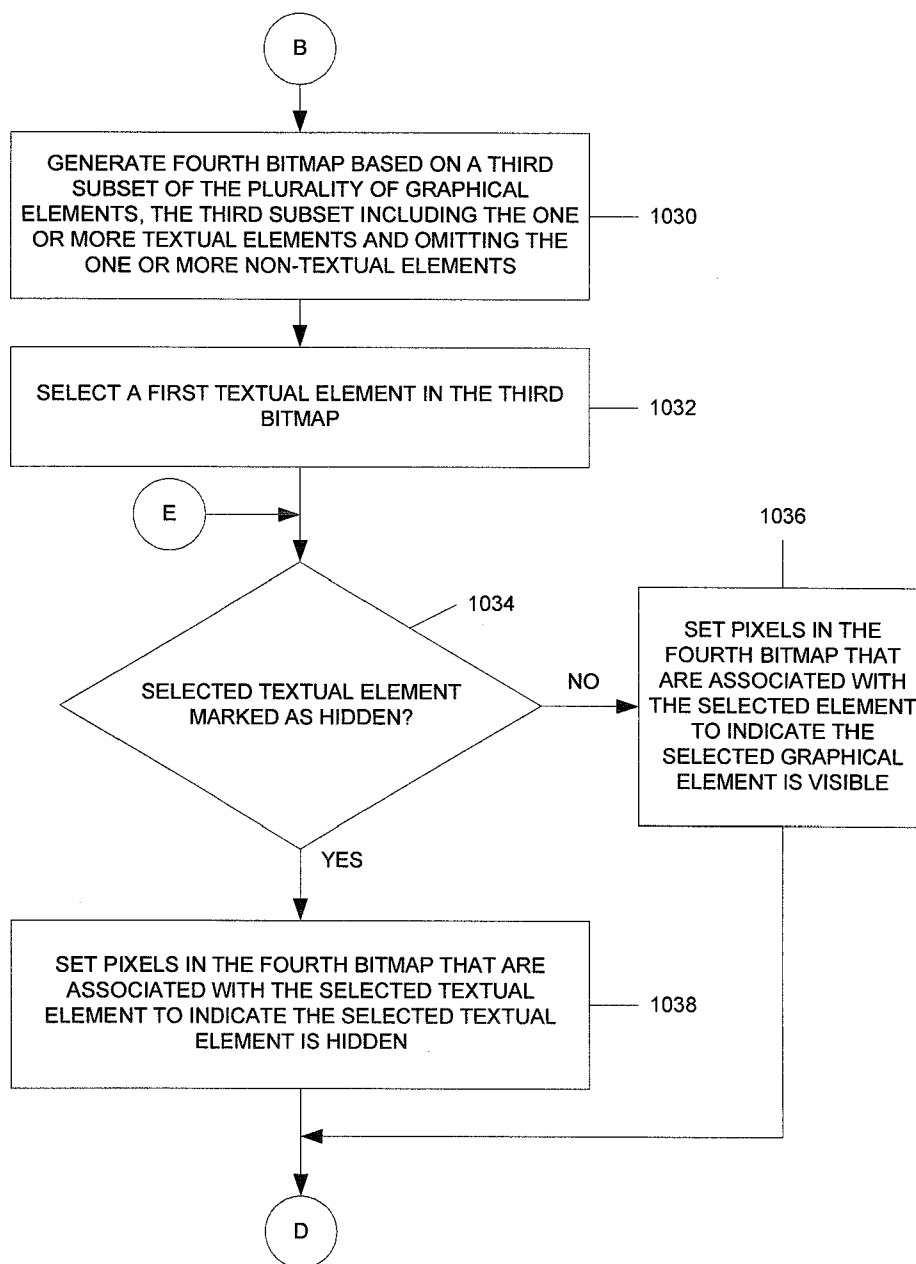 B
GENERATE FOURTH BITMAP BASED ON A THIRD
SUBSET OF THE PLURALITY OF GRAPHICAL
ELEMENTS, THE THIRD SUBSET INCLUDING THE ONE
OR MORE TEXTUAL ELEMENTS AND OMITTING THE
ONE OR MORE NON-TEXTUAL ELEMENTS
1030
SELECT A FIRST TEXTUAL ELEMENT IN THE THIRD
BITMAP
1032
E
1036
1034
SELECTED TEXTUAL ELEMENT
MARKED AS HIDDEN?
NO
SET PIXELS IN THE
FOURTH BITMAP THAT
ARE ASSOCIATED WITH
THE SELECTED ELEMENT
TO INDICATE THE
SELECTED GRAPHICAL
ELEMENT IS VISIBLE
YES
SET PIXELS IN THE FOURTH BITMAP THAT ARE
ASSOCIATED WITH THE SELECTED TEXTUAL
ELEMENT TO INDICATE THE SELECTED TEXTUAL
ELEMENT IS HIDDEN
1038
D